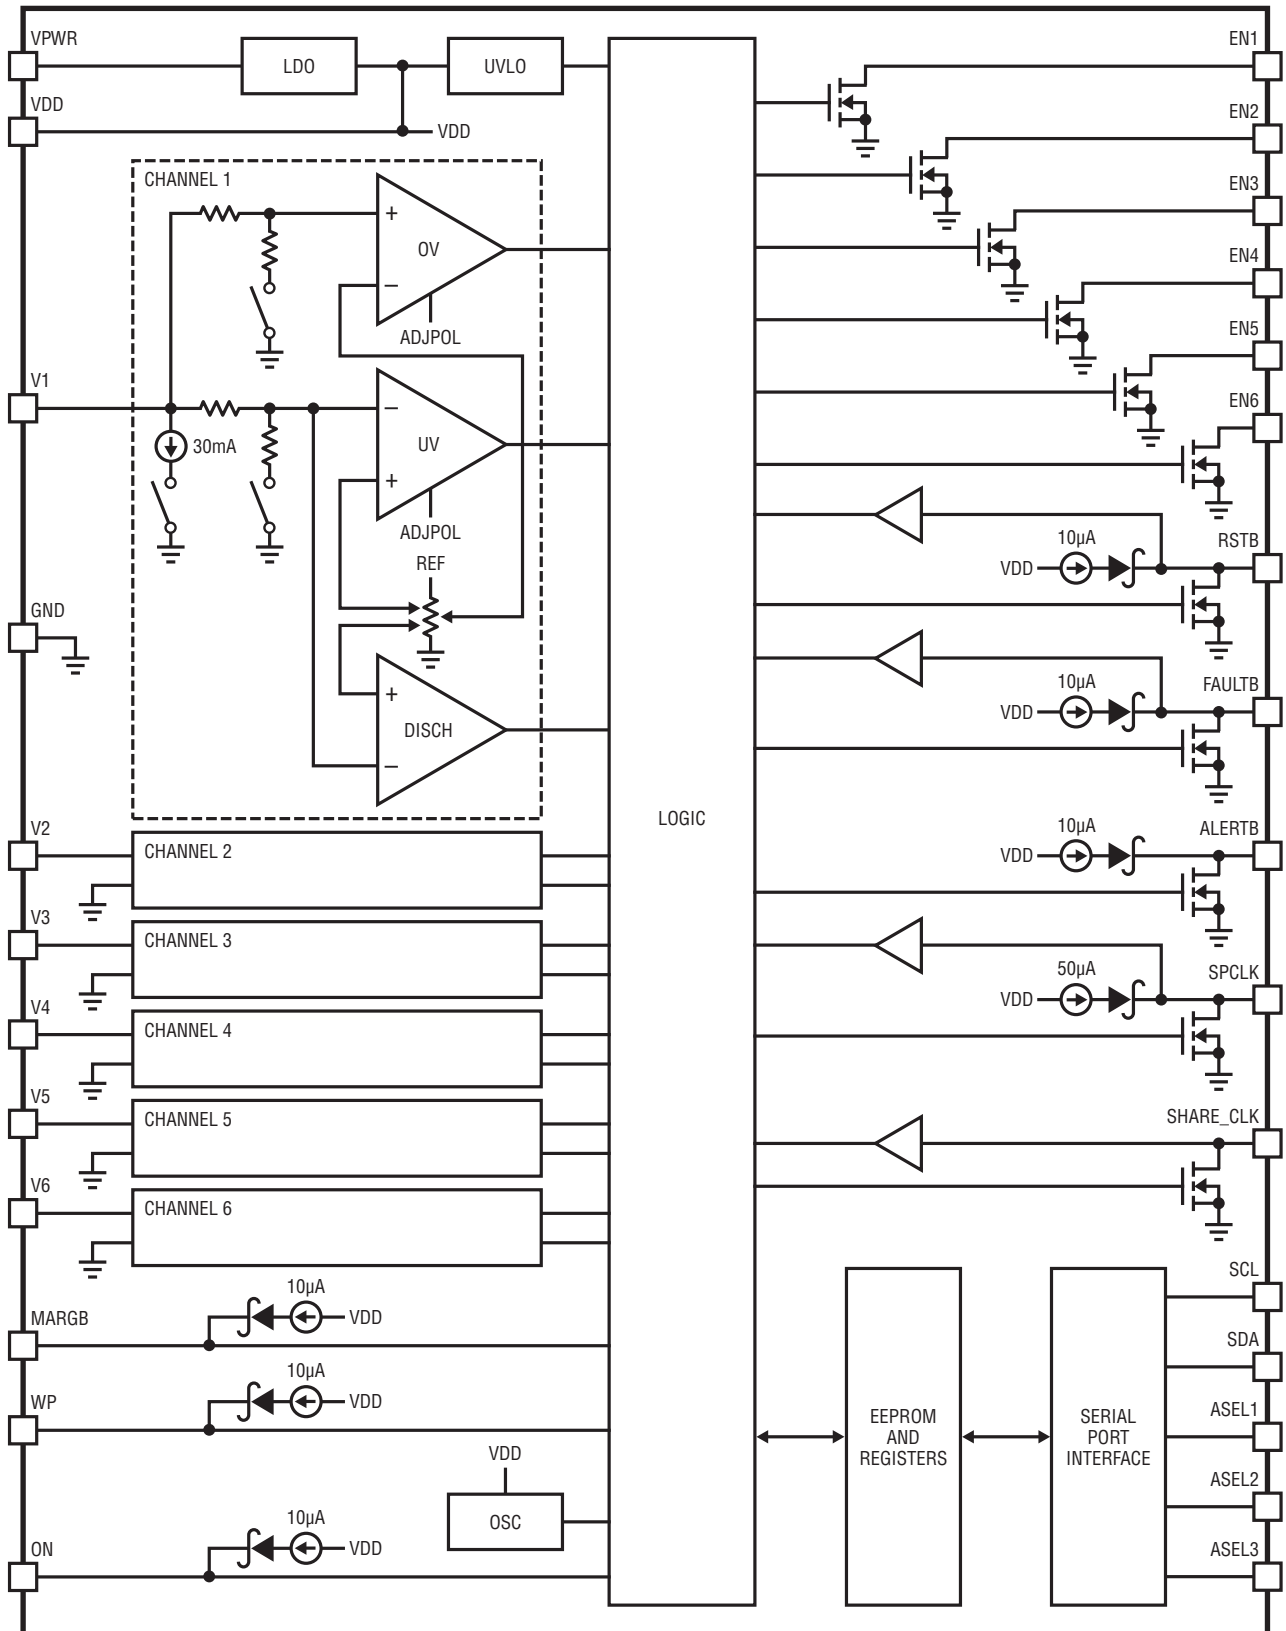 VPWR
LDO
UVLO
VDD
VDD
CHANNEL 1
+
OV
−
ADJPOL
V1
30mA
−
UV
+
ADJPOL
REF
GND
+
DISCH
−
V2
CHANNEL 2
V3
CHANNEL 3
V4
CHANNEL 4
V5
CHANNEL 5
V6
CHANNEL 6
MARGB
10µA
VDD
WP
10µA
VDD
VDD
OSC
ON
10µA
VDD
LOGIC
EN1
EN2
EN3
EN4
EN5
EN6
RSTB
10µA
VDD
FAULTB
10µA
VDD
ALERTB
10µA
VDD
SPCLK
50µA
VDD
SHARE_CLK
EEPROM
AND
REGISTERS
SERIAL
PORT
INTERFACE
SCL
SDA
ASEL1
ASEL2
ASEL3